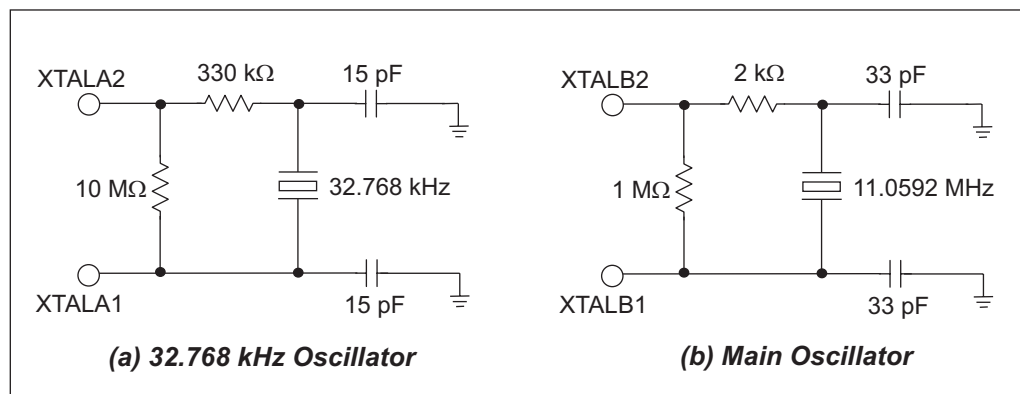 XTALA2
330 kΩ
15 pF
10 MΩ
32.768 kHz
XTALA1
15 pF
(a) 32.768 kHz Oscillator
XTALB2
2 kΩ
33 pF
1 MΩ
11.0592 MHz
XTALB1
33 pF
(b) Main Oscillator